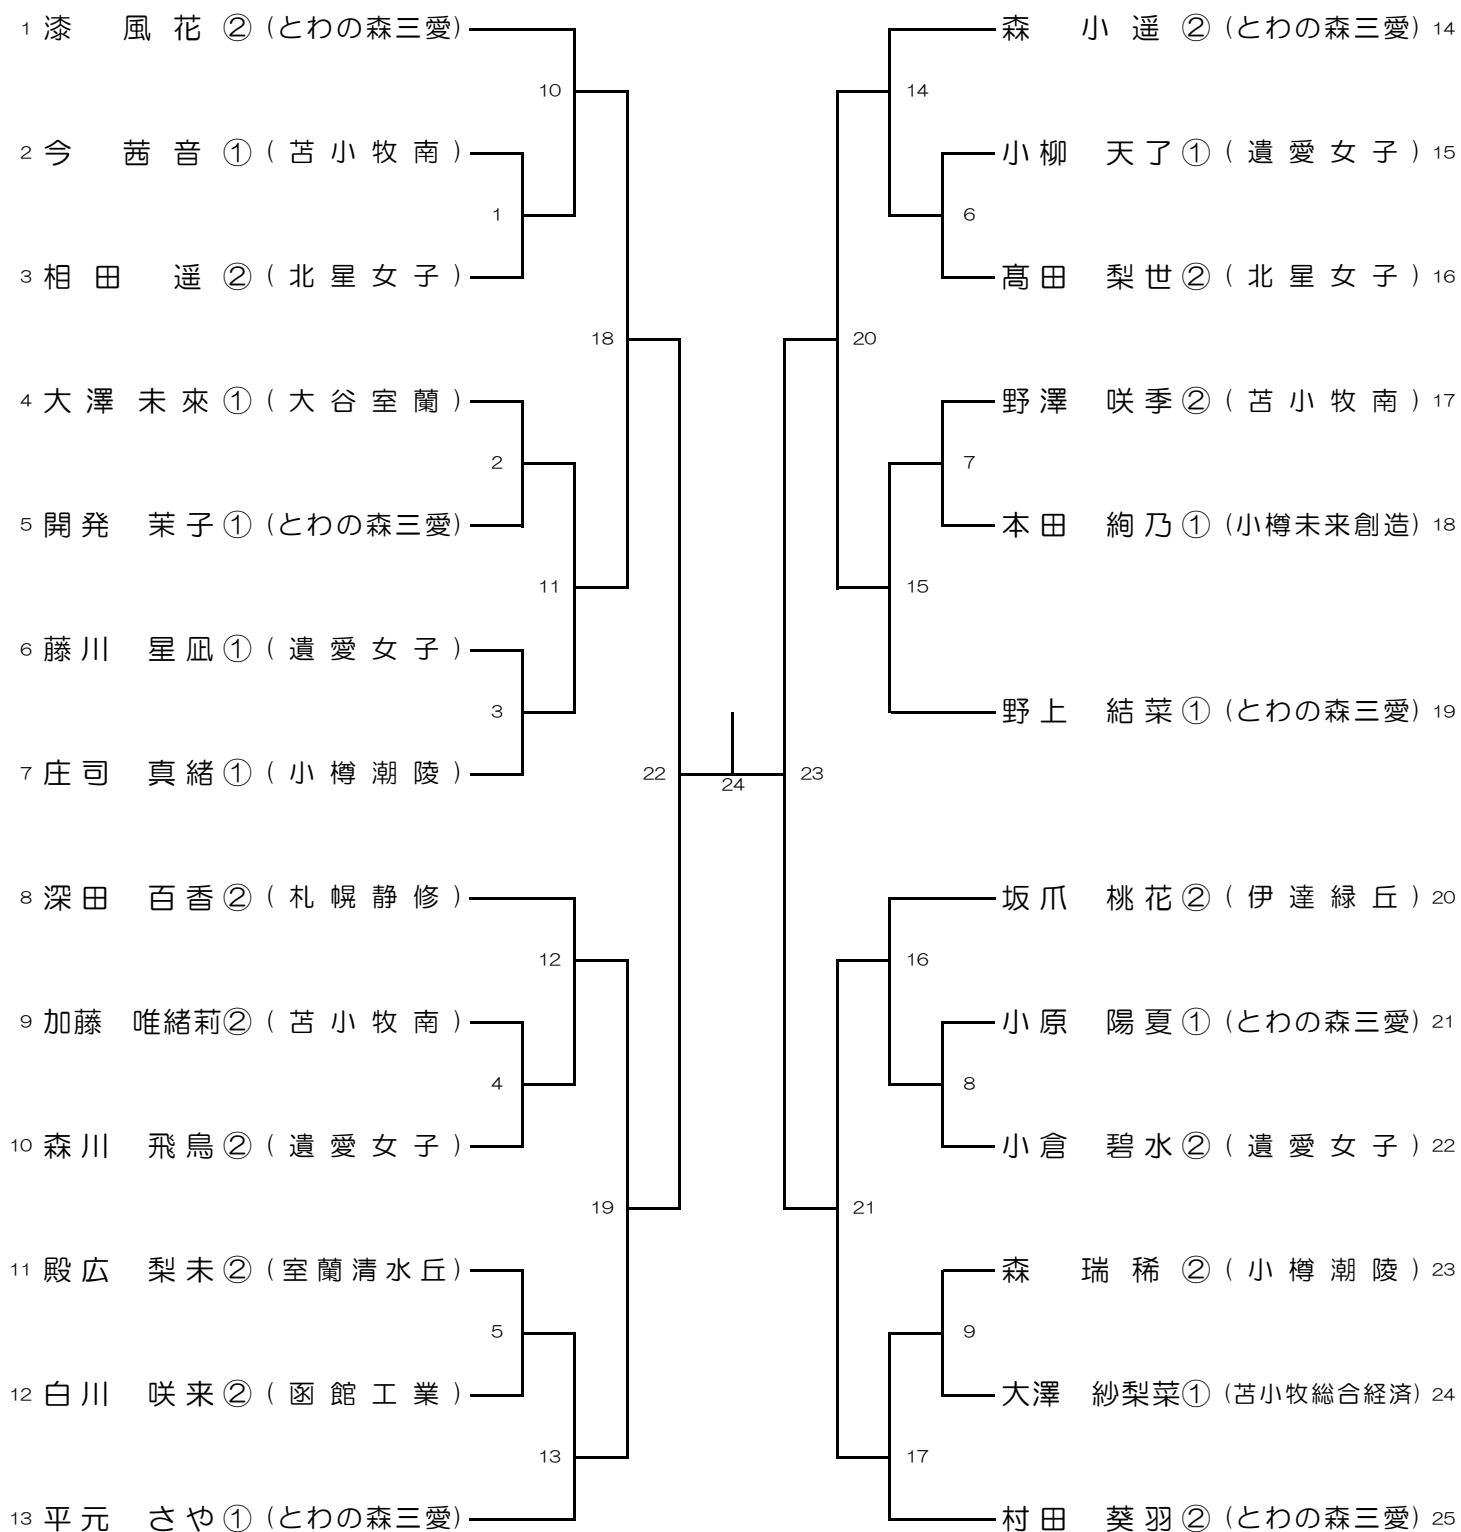 1 漆 風花 ② (とわの森三愛)
10
2 今 茜音 ① (苫小牧南)
1
3 相田 遥 ② (北星女子)
18
4 大澤 未來 ① (大谷室蘭)
2
5 開発 茉子 ① (とわの森三愛)
11
6 藤川 星凪 ① (遺愛女子)
3
7 庄司 真緒 ① (小樽潮陵)
22
8 深田 百香 ② (札幌静修)
12
9 加藤 唯緒莉 ② (苫小牧南)
4
10 森川 飛鳥 ② (遺愛女子)
19
11 殿広 梨未 ② (室蘭清水丘)
5
12 白川 咲来 ② (函館工業)
13
13 平元 さや ① (とわの森三愛)
24
森 小遥 ② (とわの森三愛) 14
14
小柳 天了 ① (遺愛女子) 15
6
髙田 梨世 ② (北星女子) 16
20
野澤 咲季 ② (苫小牧南) 17
7
本田 絢乃 ① (小樽未来創造) 18
15
野上 結菜 ① (とわの森三愛) 19
23
坂爪 桃花 ② (伊達緑丘) 20
16
小原 陽夏 ① (とわの森三愛) 21
8
小倉 碧水 ② (遺愛女子) 22
21
森 瑞稀 ② (小樽潮陵) 23
9
大澤 紗梨菜 ① (苫小牧総合経済) 24
17
村田 葵羽 ② (とわの森三愛) 25